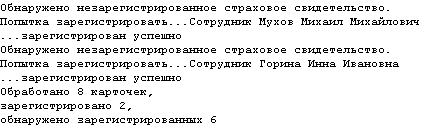 Обнаружено незарегистрированное страховое свидетельство.
Попытка зарегистрировать...Сотрудник Мухов Михаил Михайлович
...зарегистрирован успешно
Обнаружено незарегистрированное страховое свидетельство.
Попытка зарегистрировать...Сотрудник Горина Инна Ивановна
...зарегистрирован успешно
Обработано 8 карточек,
зарегистрировано 2,
обнаружено зарегистрированных 6